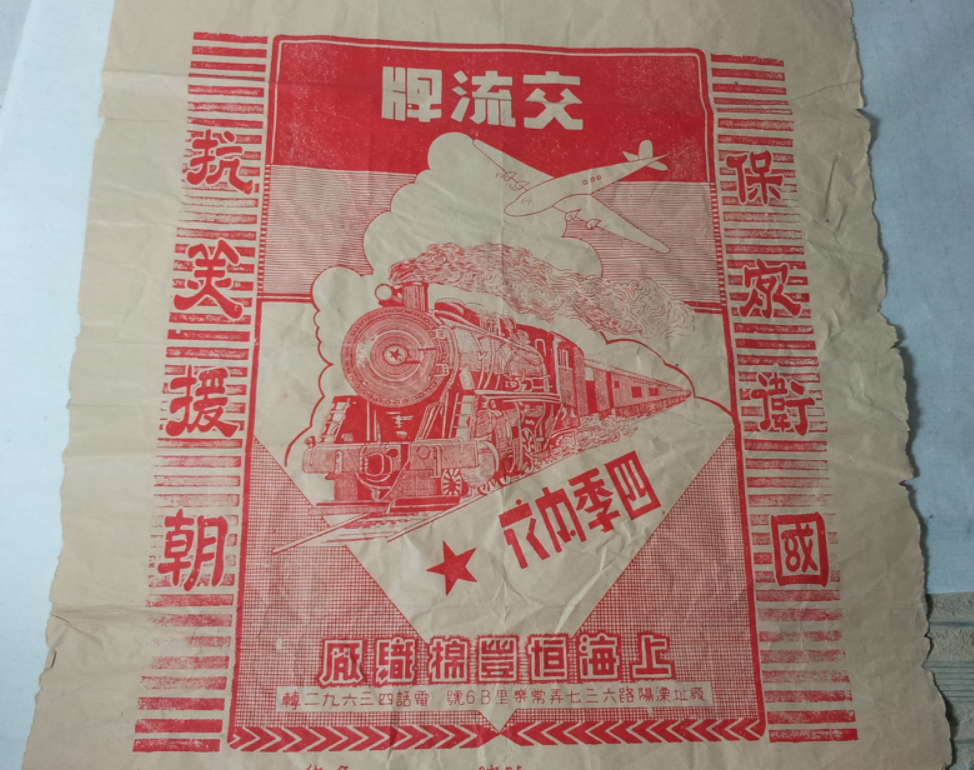 交流牌
抗美援朝
保家衛國
四季內衣
上海恒豐棉織廠
廠址溧陽路六三七弄常樂里B6號 電話四三六九二轉